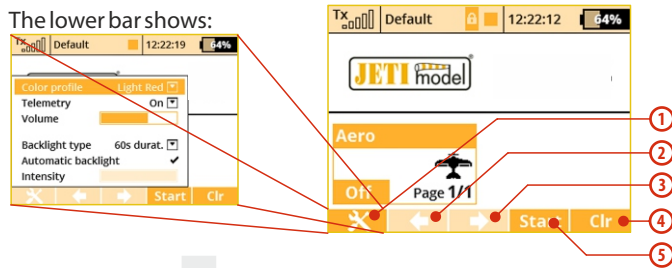 The lower bar shows:
Tx Default 12:22:19 64%
Color profile Light Red
Telemetry On
Volume
Backlight type 60s durat.
Automatic backlight
Intensity
Start Clr
Tx Default 12:22:12 64%
JETI model
Aero
Off Page 1/1
Start Clr
1
2
3
4
5